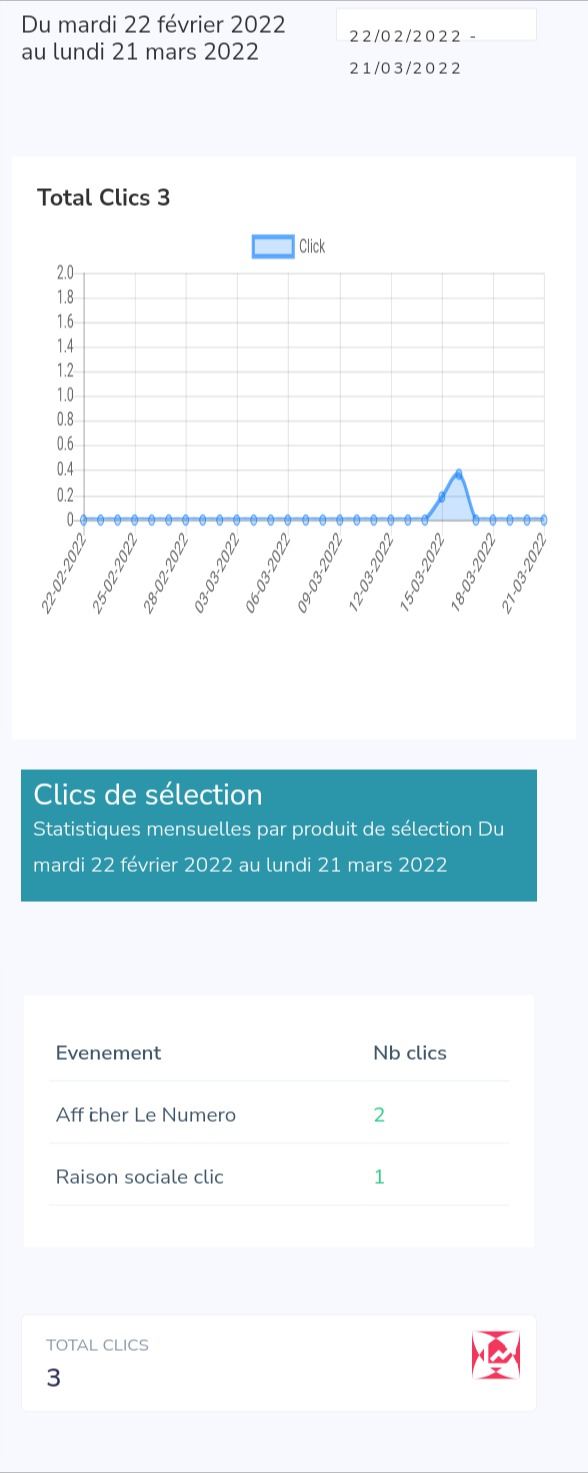 Du mardi 22 février 2022
au lundi 21 mars 2022
22/02/2022 -
21/03/2022
Total Clics 3
Click
2.0
1.8
1.6
1.4
1.2
1.0
0.8
0.6
0.4
0.2
0
22-02-2022
25-02-2022
28-02-2022
03-03-2022
06-03-2022
09-03-2022
12-03-2022
15-03-2022
18-03-2022
21-03-2022
Clics de sélection
Statistiques mensuelles par produit de sélection Du
mardi 22 février 2022 au lundi 21 mars 2022
Evenement Nb clics
Afficher Le Numero 2
Raison sociale clic 1
TOTAL CLICS
3